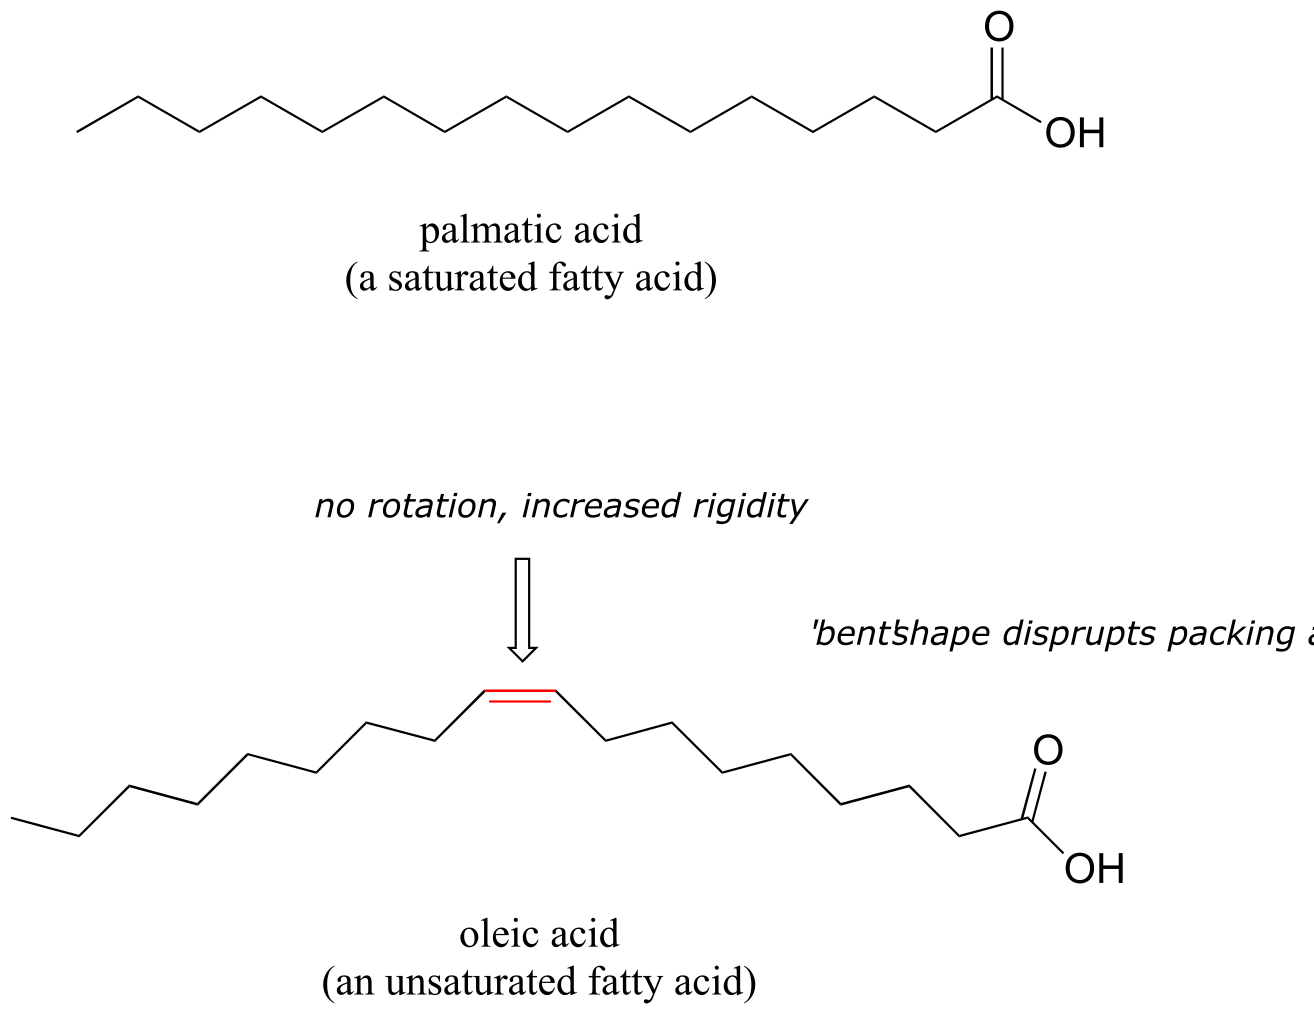 O
OH
palmatic acid
(a saturated fatty acid)
no rotation, increased rigidity
'bent'shape disprupts packing
O
OH
oleic acid
(an unsaturated fatty acid)